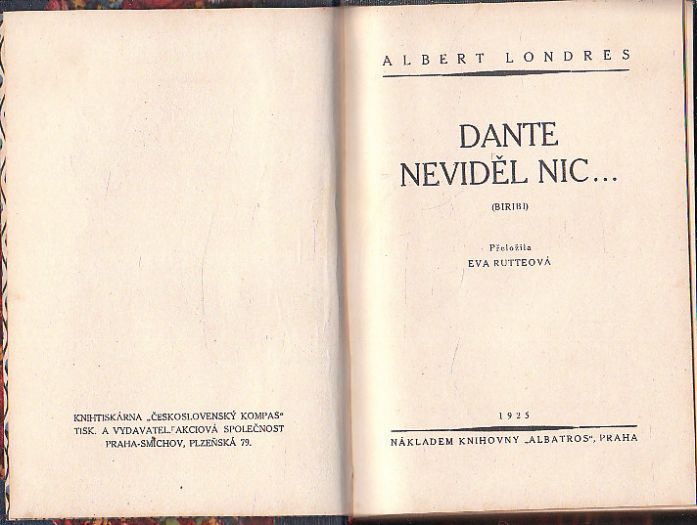 KNIHTISKÁRNA „ČESKOSLOVENSKÝ KOMPAS“
TISK. A VYDAVATEL. AKCIOVÁ SPOLEČNOST
PRAHA-SMÍCHOV, PLZEŇSKÁ 79.
ALBERT LONDRES
DANTE
NEVIDĚL NIC...
(BIRIBI)
Přeložila
EVA RUTTEOVÁ
1925
NÁKLADEM KNIHOVNY „ALBATROS“, PRAHA